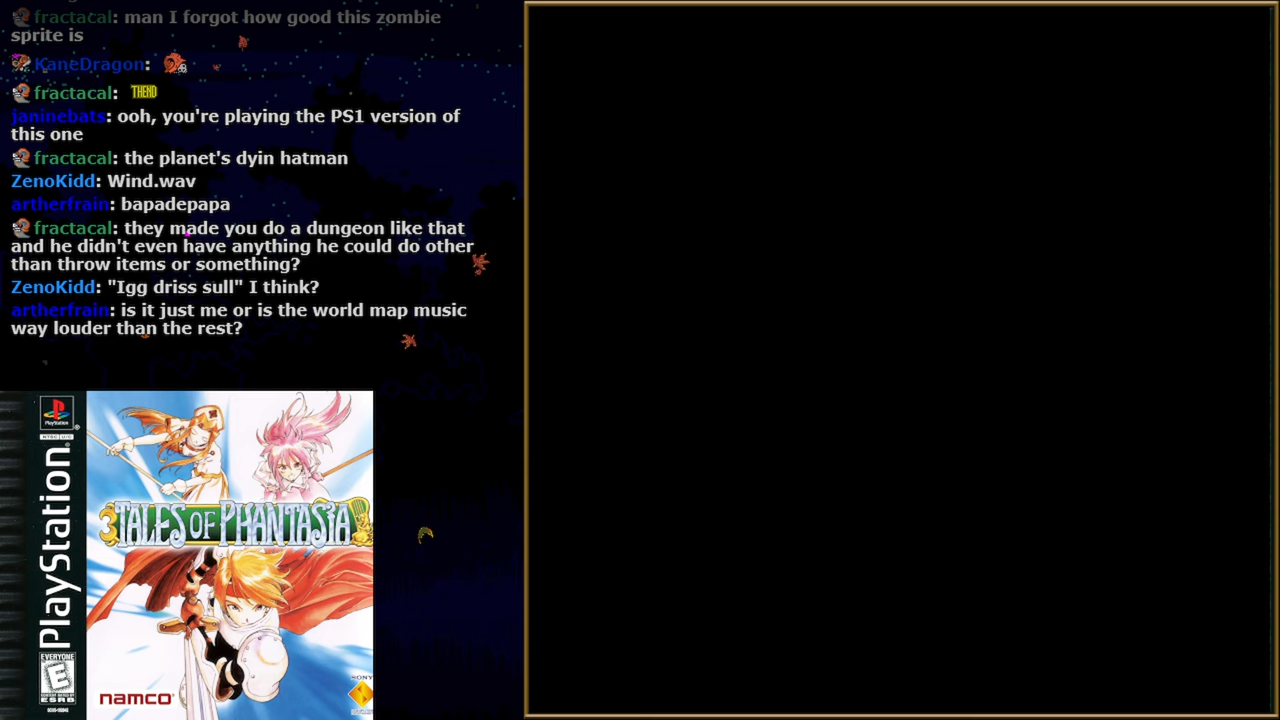 fractacal: man I forgot how good this zombie
sprite is
KaneDragon:
fractacal: THEND
janinebats: ooh, you're playing the PS1 version of
this one
fractacal: the planet's dyin hatman
ZenoKidd: Wind.wav
artherfrain: bapadepapa
fractacal: they made you do a dungeon like that
and he didn't even have anything he could do other
than throw items or something?
ZenoKidd: "Igg driss sull" I think?
artherfrain: is it just me or is the world map music
way louder than the rest?
PlayStation
NTSC U/C
PlayStation
TALES OF PHANTASIA
EVERYONE
E
ESRB
namco
SONY